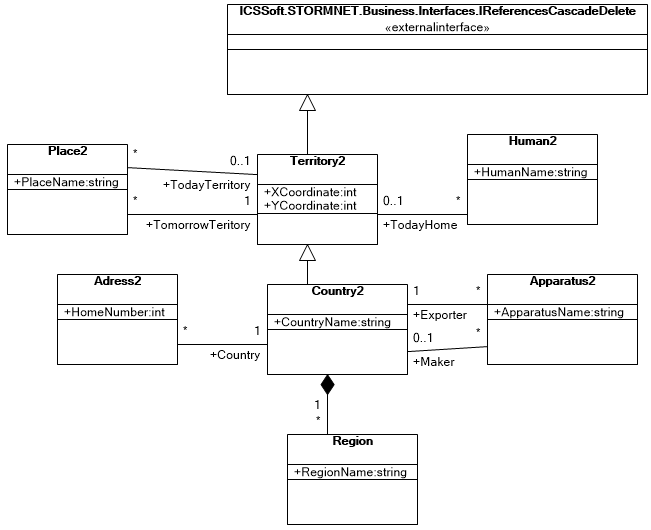 ICSSoft.STORMNET.Business.Interfaces.IReferencesCascadeDelete
«externalinterface»
Place2
+PlaceName:string
*
0..1
+TodayTerritory
*
1
+TomorrowTeritory
Territory2
+XCoordinate:int
+YCoordinate:int
0..1
*
+TodayHome
Human2
+HumanName:string
Adress2
+HomeNumber:int
*
1
+Country
Country2
+CountryName:string
1
*
+Exporter
0..1
*
+Maker
Apparatus2
+ApparatusName:string
1
*
Region
+RegionName:string